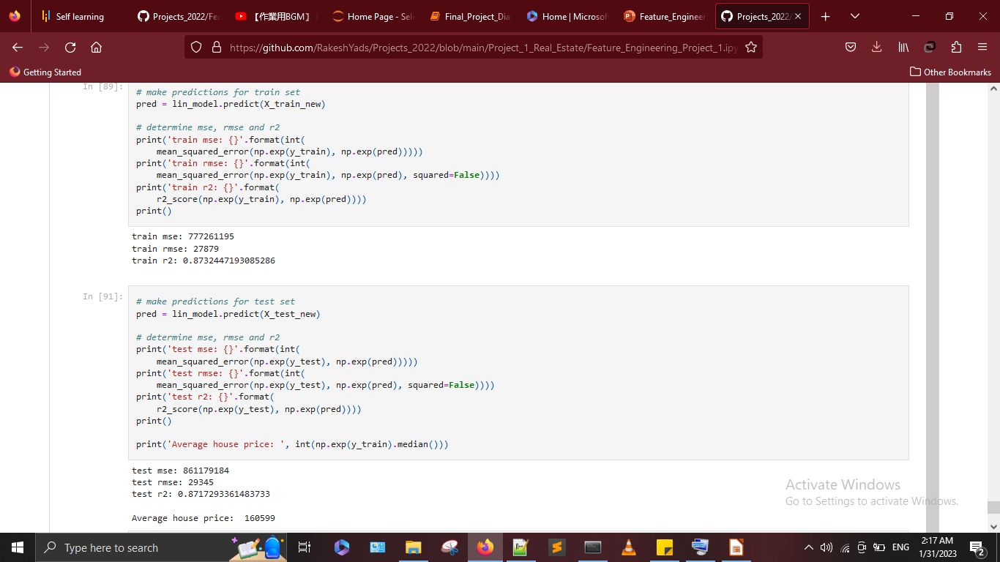 Self learning
Projects_2022/Fea
【作業用BGM】
Home Page - Sel
Final_Project_Dia
Home | Microsoft
Feature_Engineer
Projects_2022/
https://github.com/RakeshYads/Projects_2022/blob/main/Project_1_Real_Estate/Feature_Engineering_Project_1.ipy
Getting Started
Other Bookmarks
In [89]:
# make predictions for train set
pred = lin_model.predict(X_train_new)
# determine mse, rmse and r2
print('train mse: {}'.format(int(
mean_squared_error(np.exp(y_train), np.exp(pred)))))
print('train rmse: {}'.format(int(
mean_squared_error(np.exp(y_train), np.exp(pred), squared=False))))
print('train r2: {}'.format(
r2_score(np.exp(y_train), np.exp(pred))))
print()
train mse: 777261195
train rmse: 27879
train r2: 0.8732447193085286
In [91]:
# make predictions for test set
pred = lin_model.predict(X_test_new)
# determine mse, rmse and r2
print('test mse: {}'.format(int(
mean_squared_error(np.exp(y_test), np.exp(pred)))))
print('test rmse: {}'.format(int(
mean_squared_error(np.exp(y_test), np.exp(pred), squared=False))))
print('test r2: {}'.format(
r2_score(np.exp(y_test), np.exp(pred))))
print()
print('Average house price: ', int(np.exp(y_train).median()))
test mse: 861179184
test rmse: 29345
test r2: 0.8717293361483733
Average house price:  160599
Activate Windows
Go to Settings to activate Windows.
Type here to search
ENG
2:17 AM
1/31/2023
2